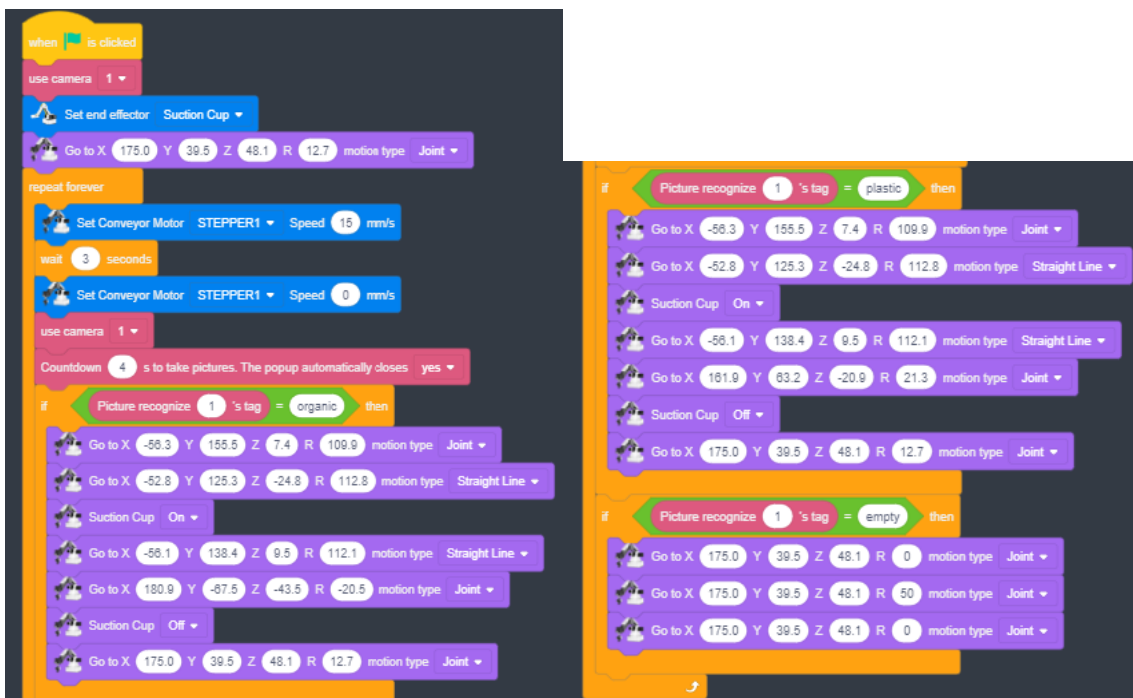 when is clicked
use camera 1
Set end effector Suction Cup
Go to X 175.0 Y 39.5 Z 48.1 R 12.7 motion type Joint
repeat forever
Set Conveyor Motor STEPPER1 Speed 15 mm/s
wait 3 seconds
Set Conveyor Motor STEPPER1 Speed 0 mm/s
use camera 1
Countdown 4 s to take pictures. The popup automatically closes yes
if Picture recognize 1 's tag = organic then
Go to X -56.3 Y 155.5 Z 7.4 R 109.9 motion type Joint
Go to X -52.8 Y 125.3 Z -24.8 R 112.8 motion type Straight Line
Suction Cup On
Go to X -56.1 Y 138.4 Z 9.5 R 112.1 motion type Straight Line
Go to X 180.9 Y -67.5 Z -43.5 R -20.5 motion type Joint
Suction Cup Off
Go to X 175.0 Y 39.5 Z 48.1 R 12.7 motion type Joint
if Picture recognize 1 's tag = plastic then
Go to X -56.3 Y 155.5 Z 7.4 R 109.9 motion type Joint
Go to X -52.8 Y 125.3 Z -24.8 R 112.8 motion type Straight Line
Suction Cup On
Go to X -56.1 Y 138.4 Z 9.5 R 112.1 motion type Straight Line
Go to X 161.9 Y 63.2 Z -20.9 R 21.3 motion type Joint
Suction Cup Off
Go to X 175.0 Y 39.5 Z 48.1 R 12.7 motion type Joint
if Picture recognize 1 's tag = empty then
Go to X 175.0 Y 39.5 Z 48.1 R 0 motion type Joint
Go to X 175.0 Y 39.5 Z 48.1 R 50 motion type Joint
Go to X 175.0 Y 39.5 Z 48.1 R 0 motion type Joint